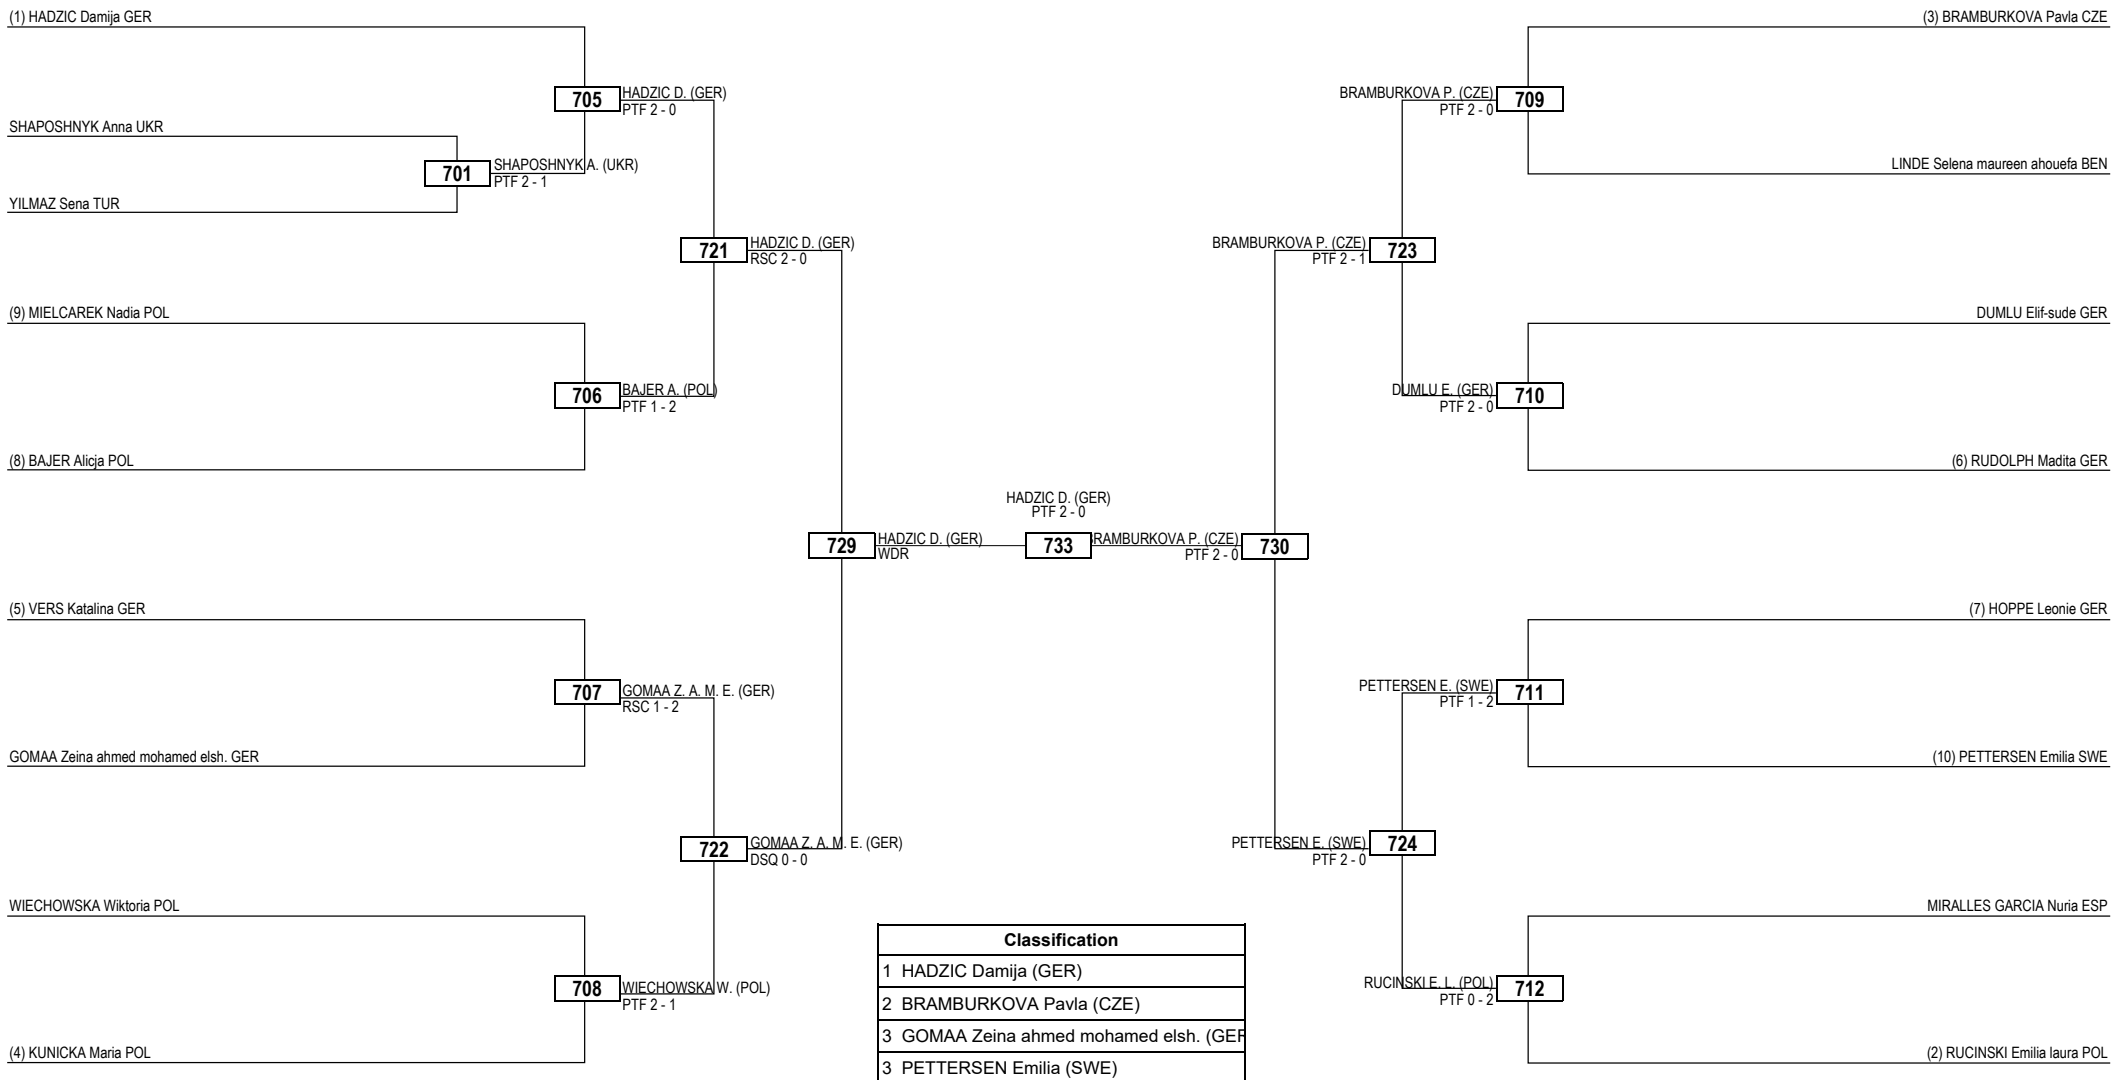 (1) HADZIC Damija GER
705
HADZIC D. (GER)
PTF 2 - 0
SHAPOSHNYK Anna UKR
701
SHAPOSHNYK A. (UKR)
PTF 2 - 1
YILMAZ Sena TUR
721
HADZIC D. (GER)
RSC 2 - 0
(9) MIELCAREK Nadia POL
706
BAJER A. (POL)
PTF 1 - 2
(8) BAJER Alicja POL
729
HADZIC D. (GER)
WDR
(5) VERS Katalina GER
707
GOMAA Z. A. M. E. (GER)
RSC 1 - 2
GOMAA Zeina ahmed mohamed elsh. GER
722
GOMAA Z. A. M. E. (GER)
DSQ 0 - 0
WIECHOWSKA Wiktoria POL
708
WIECHOWSKA W. (POL)
PTF 2 - 1
(4) KUNICKA Maria POL
HADZIC D. (GER)
PTF 2 - 0
733
(3) BRAMBURKOVA Pavla CZE
BRAMBURKOVA P. (CZE)
PTF 2 - 0
709
LINDE Selena maureen ahouefa BEN
BRAMBURKOVA P. (CZE)
PTF 2 - 1
723
DUMLU Elif-sude GER
DUMLU E. (GER)
PTF 2 - 0
710
(6) RUDOLPH Madita GER
RAMBURKOVA P. (CZE)
PTF 2 - 0
730
(7) HOPPE Leonie GER
PETTERSEN E. (SWE)
PTF 1 - 2
711
(10) PETTERSEN Emilia SWE
PETTERSEN E. (SWE)
PTF 2 - 0
724
MIRALLES GARCIA Nuria ESP
RUCINSKI E. L. (POL)
PTF 0 - 2
712
(2) RUCINSKI Emilia laura POL
Classification
1 HADZIC Damija (GER)
2 BRAMBURKOVA Pavla (CZE)
3 GOMAA Zeina ahmed mohamed elsh. (GER
3 PETTERSEN Emilia (SWE)